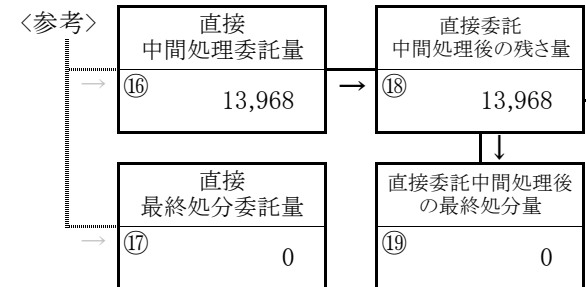 〈参考〉
直接
中間処理委託量
⑯
13,968
→
直接委託
中間処理後の残さ量
⑱
13,968
→
↓
直接
最終処分委託量
⑰
0
→
直接委託中間処理後
の最終処分量
⑲
0